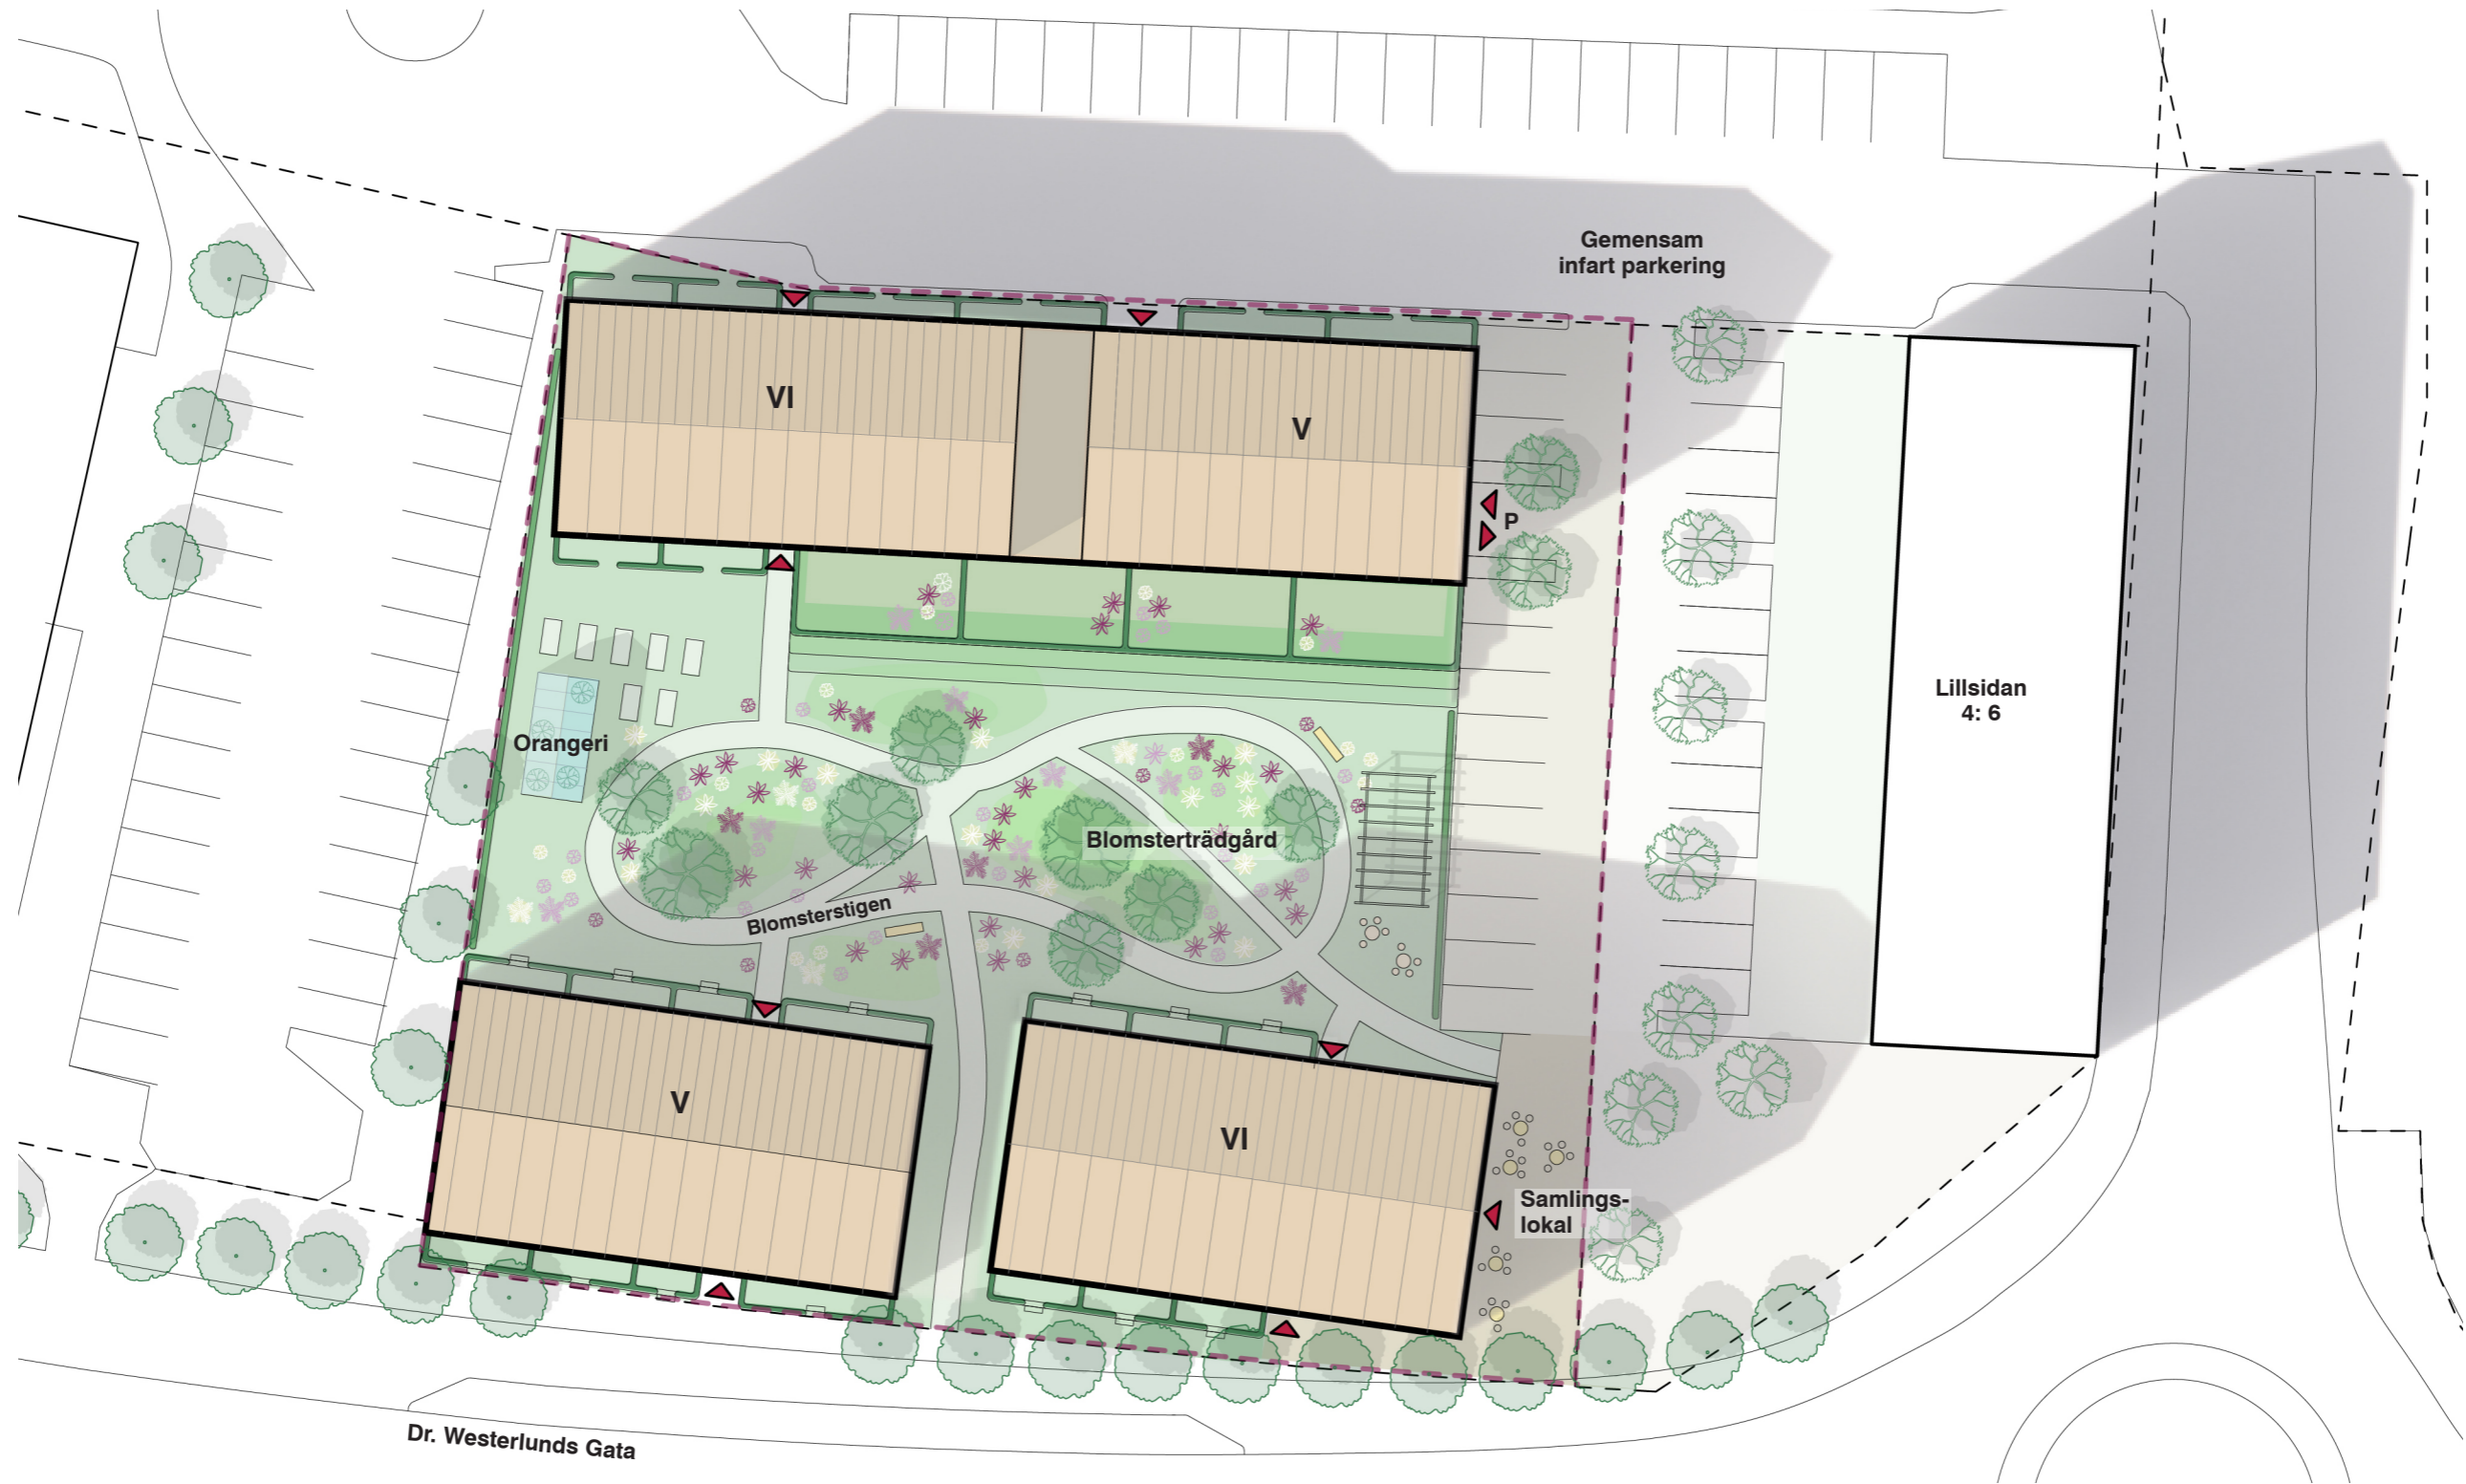 Gemensam
infart parkering
VI
V
P
Lillsidan
4: 6
Orangeri
Blomsterträdgård
Blomsterstigen
V
VI
Samlings-
lokal
Dr. Westerlunds Gata